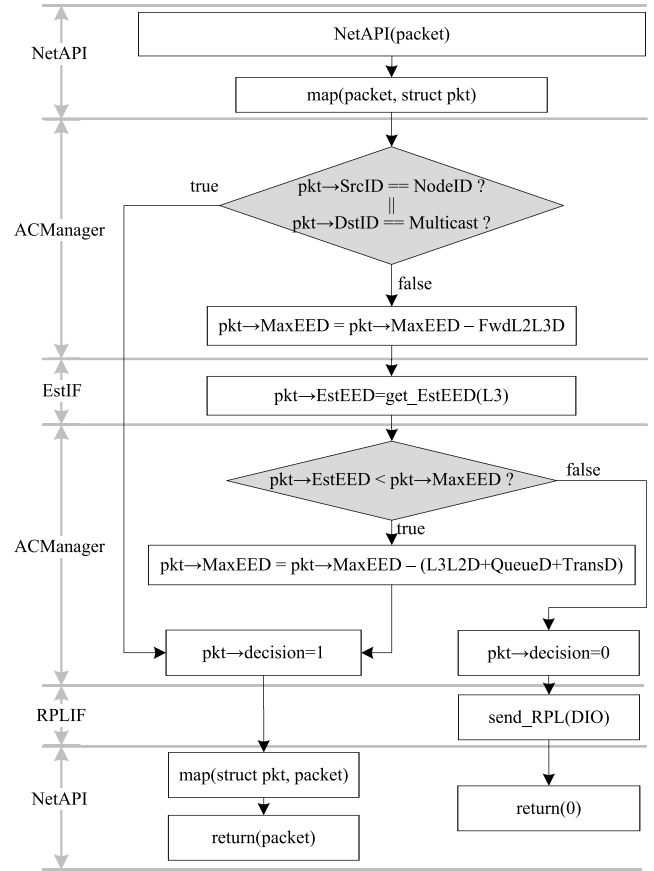 NetAPI
NetAPI(packet)
map(packet, struct pkt)
ACManager
true
pkt→SrcID == NodeID ?
||
pkt→DstID == Multicast ?
false
pkt→MaxEED = pkt→MaxEED – FwdL2L3D
EstIF
pkt→EstEED=get_EstEED(L3)
ACManager
pkt→EstEED < pkt→MaxEED ?
false
true
pkt→MaxEED = pkt→MaxEED – (L3L2D+QueueD+TransD)
pkt→decision=1
pkt→decision=0
RPLIF
send_RPL(DIO)
NetAPI
map(struct pkt, packet)
return(0)
return(packet)